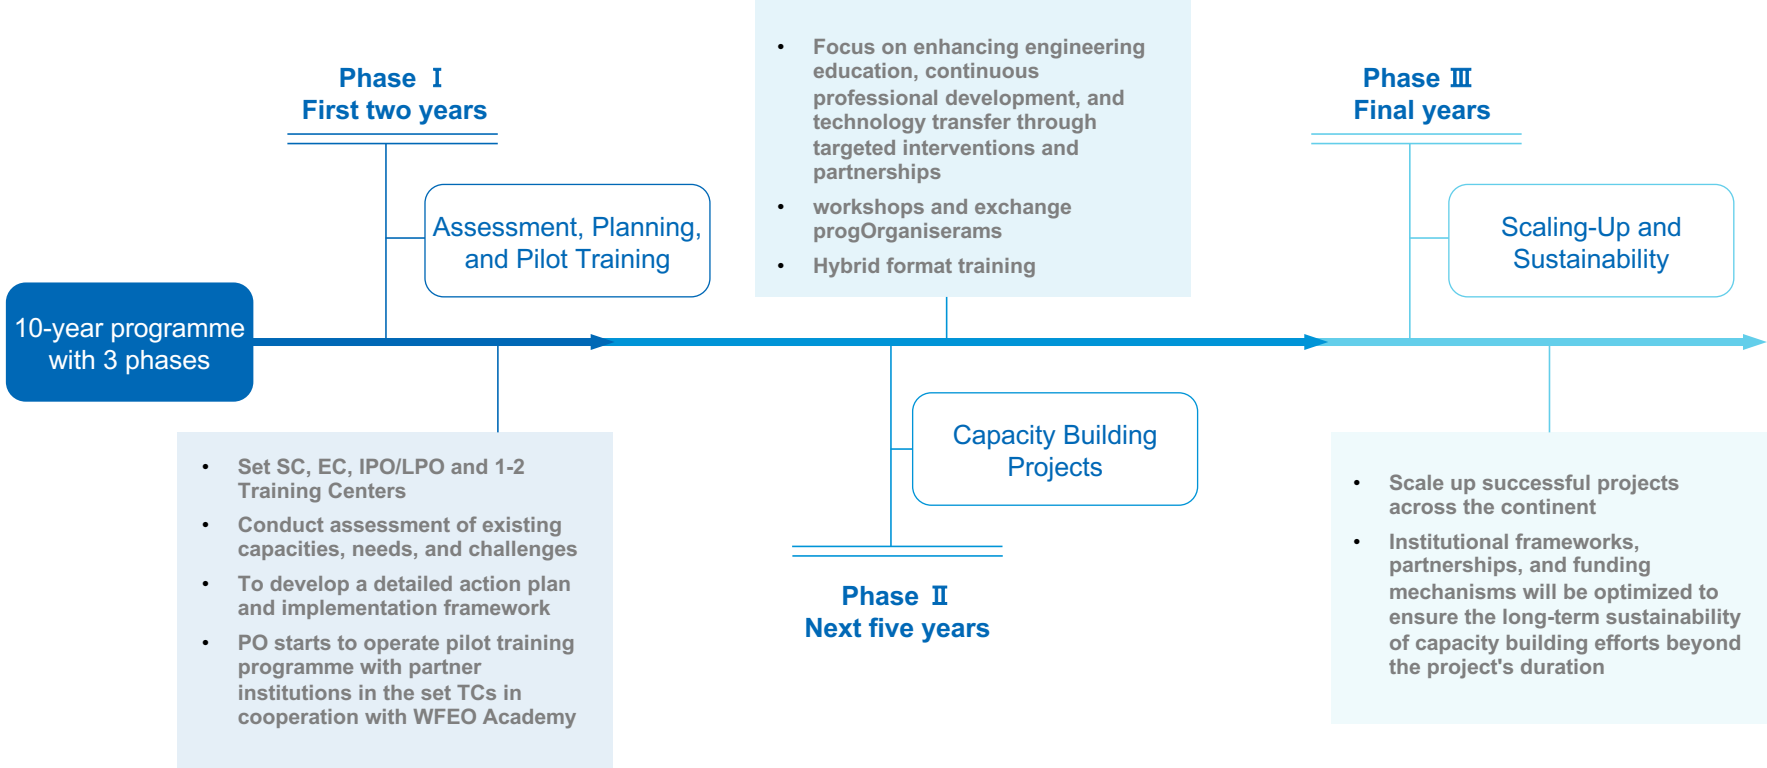 10-year programme
with 3 phases
Phase Ⅰ
First two years
Assessment, Planning,
and Pilot Training
• Set SC, EC, IPO/LPO and 1-2
Training Centers
• Conduct assessment of existing
capacities, needs, and challenges
• To develop a detailed action plan
and implementation framework
• PO starts to operate pilot training
programme with partner
institutions in the set TCs in
cooperation with WFEO Academy
• Focus on enhancing engineering
education, continuous
professional development, and
technology transfer through
targeted interventions and
partnerships
• workshops and exchange
progOrganiserams
• Hybrid format training
Capacity Building
Projects
Phase Ⅱ
Next five years
Phase Ⅲ
Final years
Scaling-Up and
Sustainability
• Scale up successful projects
across the continent
• Institutional frameworks,
partnerships, and funding
mechanisms will be optimized to
ensure the long-term sustainability
of capacity building efforts beyond
the project's duration